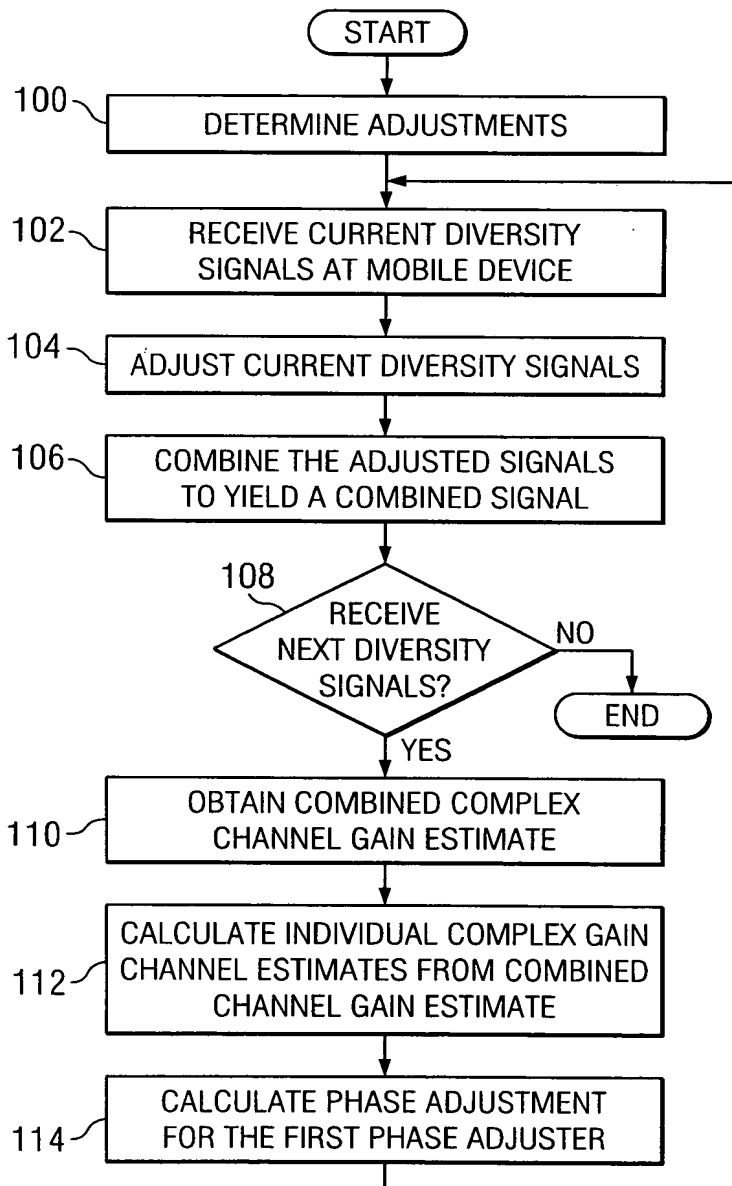 START
100
DETERMINE ADJUSTMENTS
102
RECEIVE CURRENT DIVERSITY
SIGNALS AT MOBILE DEVICE
104
ADJUST CURRENT DIVERSITY SIGNALS
106
COMBINE THE ADJUSTED SIGNALS
TO YIELD A COMBINED SIGNAL
108
RECEIVE
NEXT DIVERSITY
SIGNALS?
NO
END
YES
110
OBTAIN COMBINED COMPLEX
CHANNEL GAIN ESTIMATE
112
CALCULATE INDIVIDUAL COMPLEX GAIN
CHANNEL ESTIMATES FROM COMBINED
CHANNEL GAIN ESTIMATE
114
CALCULATE PHASE ADJUSTMENT
FOR THE FIRST PHASE ADJUSTER